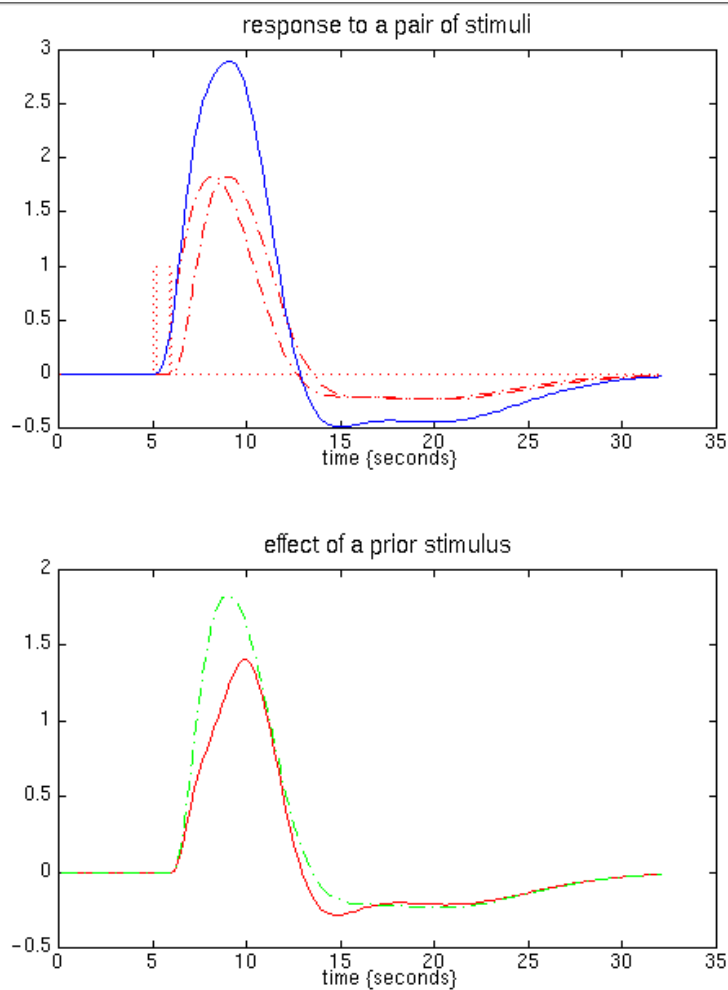 response to a pair of stimuli
3
2.5
2
1.5
1
0.5
0
−0.5
0 5 10 15 20 25 30 35
time {seconds}
effect of a prior stimulus
2
1.5
1
0.5
0
−0.5
0 5 10 15 20 25 30 35
time {seconds}